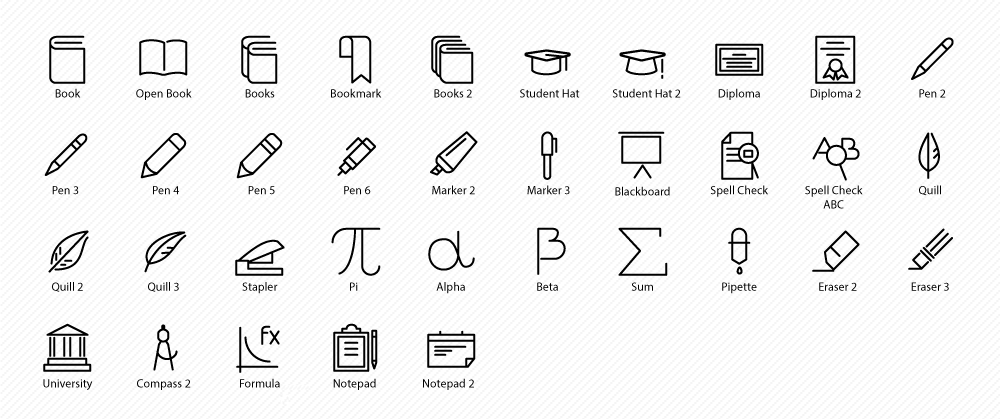 Book
Open Book
Books
Bookmark
Books 2
Student Hat
Student Hat 2
Diploma
Diploma 2
Pen 2
Pen 3
Pen 4
Pen 5
Pen 6
Marker 2
Marker 3
Blackboard
Spell Check
A B
Spell Check
ABC
Quill
Quill 2
Quill 3
Stapler
π
Pi
α
Alpha
β
Beta
Σ
Sum
Pipette
Eraser 2
Eraser 3
University
Compass 2
Fx
Formula
Notepad
Notepad 2